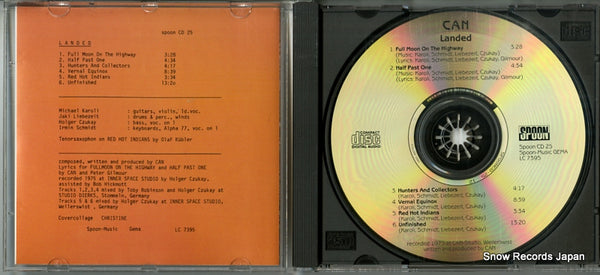 spoon CD 25
LANDED
1. Full Moon On The Highway 3:28
2. Half Past One 4:34
3. Hunters And Collectors 4:17
4. Vernal Equinox 8:39
5. Red Hot Indians 5:31
6. Unfinished 13:20
Michael Karoli : guitars, violin, ld.voc.
Jaki Liebezeit : drums & perc., winds
Holger Czukay : bass, voc. on 1
Irmin Schmidt : keyboards, Alpha 77, voc. on 1
Tenorsaxophon on RED HOT INDIANS by Olaf Kübler
composed, written and produced by CAN
Lyrics for FULLMOON ON THE HIGHWAY and HALF PAST ONE
by CAN and Peter Gilmour
recorded 1975 at INNER SPACE STUDIO by Holger Czukay,
assisted by Bob Hickmott
Tracks 1,2,3,4 mixed by Toby Robinson and Holger Czukay at
STUDIO DIERKS, Stommeln, Germany
Tracks 5 & 6 mixed by Holger Czukay at INNER SPACE STUDIO,
Weilerswist, Germany
Covercollage CHRISTINE
Spoon-Music Gema LC 7395
CAN
Landed
1 Full Moon On The Highway 3:28
(Music: Karoli, Schmidt, Liebezeit, Czukay)
(Lyrics: Karoli, Schmidt, Liebezeit, Czukay, Gilmour)
2 Half Past One 4:54
(Music: Karoli, Schmidt, Liebezeit, Czukay)
(Lyrics: Karoli, Schmidt, Liebezeit, Czukay, Gilmour)
COMPACT
disc
DIGITAL AUDIO
SPOON
Spoon CD 25
Spoon-Music GEMA
LC 7395
3 Hunters And Collectors 4:17
(Karoli, Schmidt, Liebezeit, Czukay)
4 Vernal Equinox 8:39
(Karoli, Schmidt, Liebezeit, Czukay)
5 Red Hot Indians 5:31
(Karoli, Schmidt, Liebezeit, Czukay)
6 Unfinished 13:20
(Karoli, Schmidt, Liebezeit, Czukay)
written and produced by CAN
Snow Records Japan